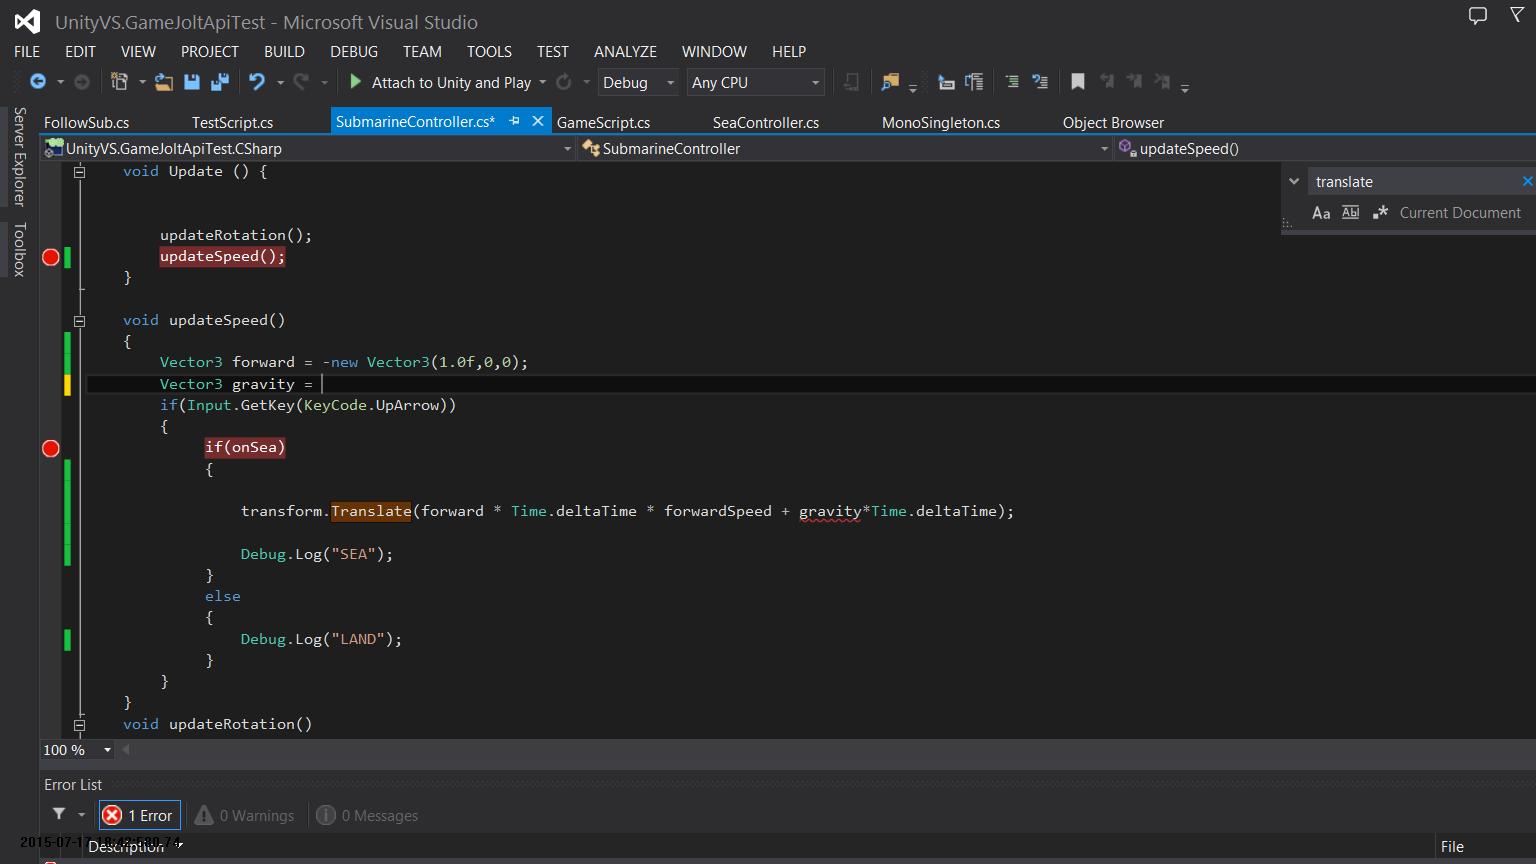 UnityVS.GameJoltApiTest - Microsoft Visual Studio
FILE EDIT VIEW PROJECT BUILD DEBUG TEAM TOOLS TEST ANALYZE WINDOW HELP
Attach to Unity and Play Debug Any CPU
Server Explorer
Toolbox
FollowSub.cs TestScript.cs SubmarineController.cs* GameScript.cs SeaController.cs MonoSingleton.cs Object Browser
UnityVS.GameJoltApiTest.CSharp SubmarineController updateSpeed()
translate
Aa Abl .* Current Document
void Update () {
updateRotation();
updateSpeed();
}
void updateSpeed()
{
Vector3 forward = -new Vector3(1.0f,0,0);
Vector3 gravity =
if(Input.GetKey(KeyCode.UpArrow))
{
if(onSea)
{
transform.Translate(forward * Time.deltaTime * forwardSpeed + gravity*Time.deltaTime);
Debug.Log("SEA");
}
else
{
Debug.Log("LAND");
}
}
}
void updateRotation()
100 %
Error List
1 Error 0 Warnings 0 Messages
Description File